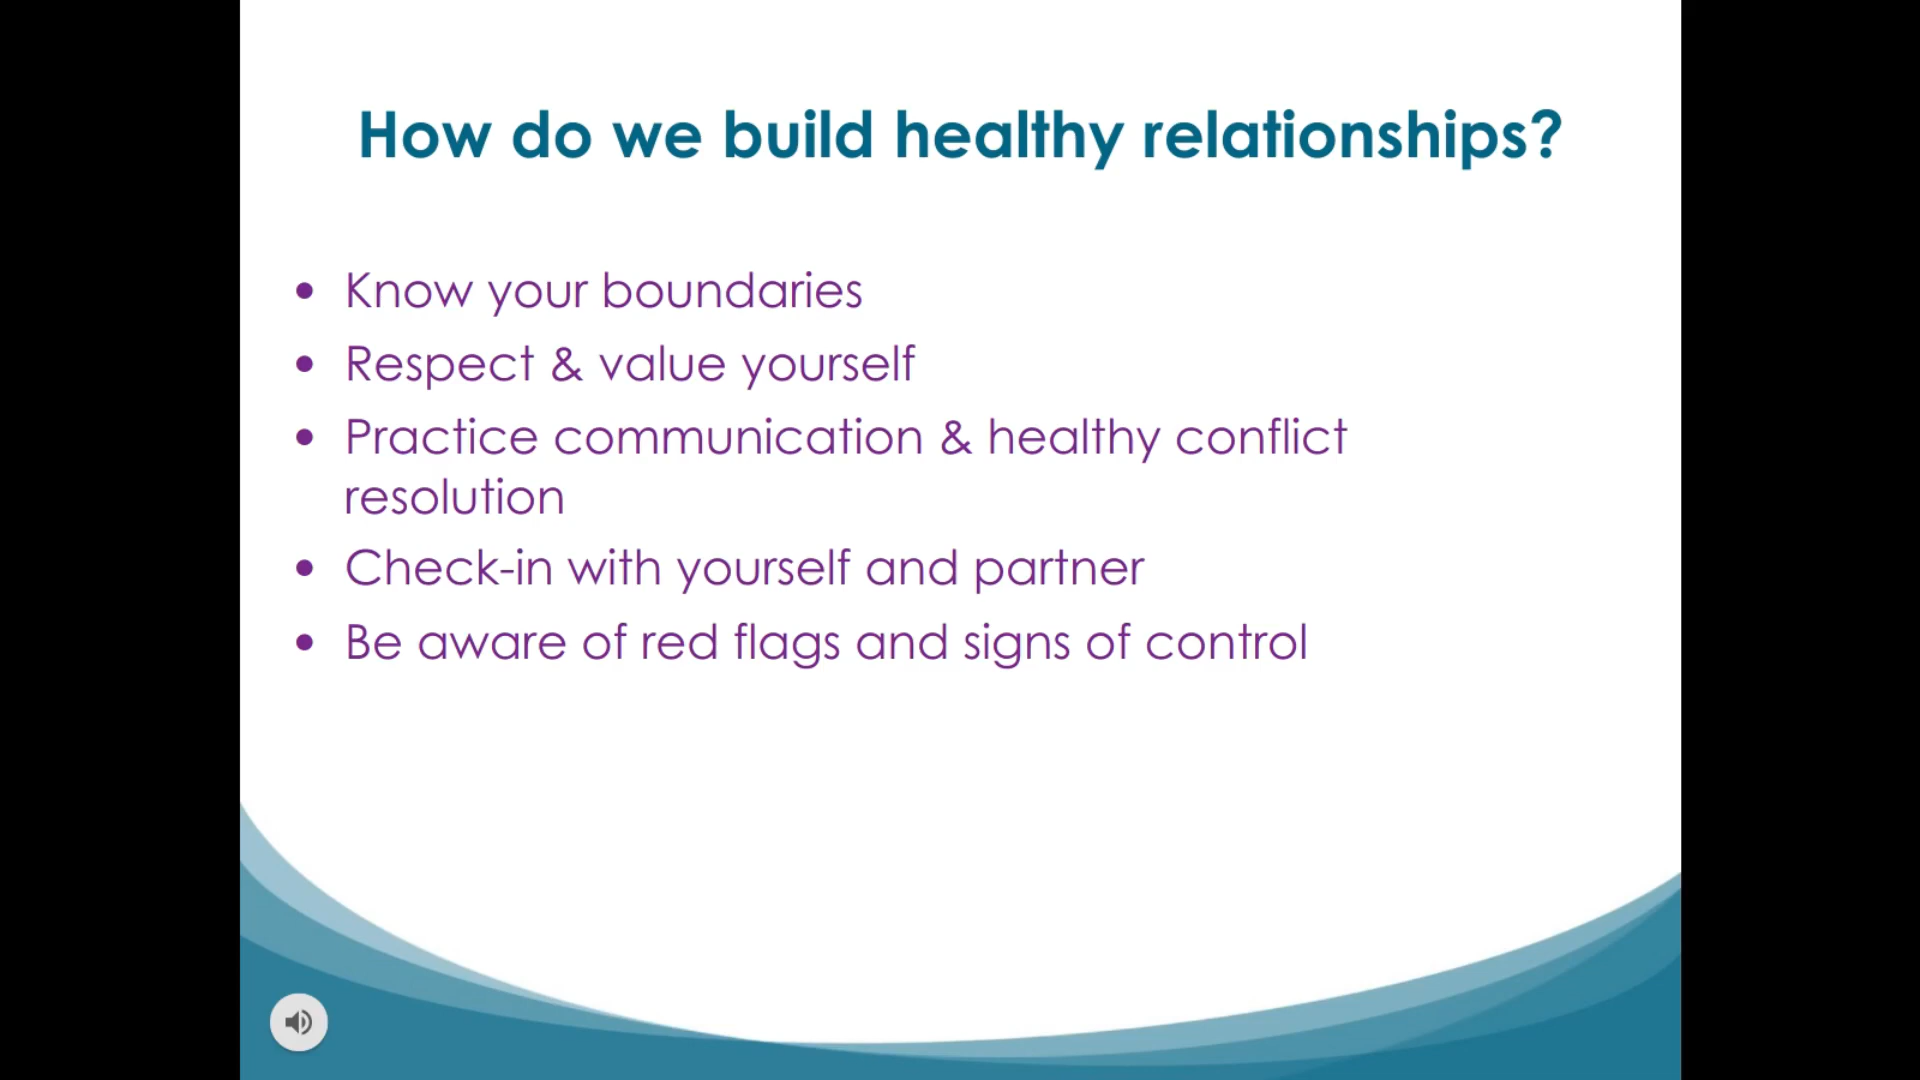 How do we build healthy relationships?
• Know your boundaries
• Respect & value yourself
• Practice communication & healthy conflict
resolution
• Check-in with yourself and partner
• Be aware of red flags and signs of control